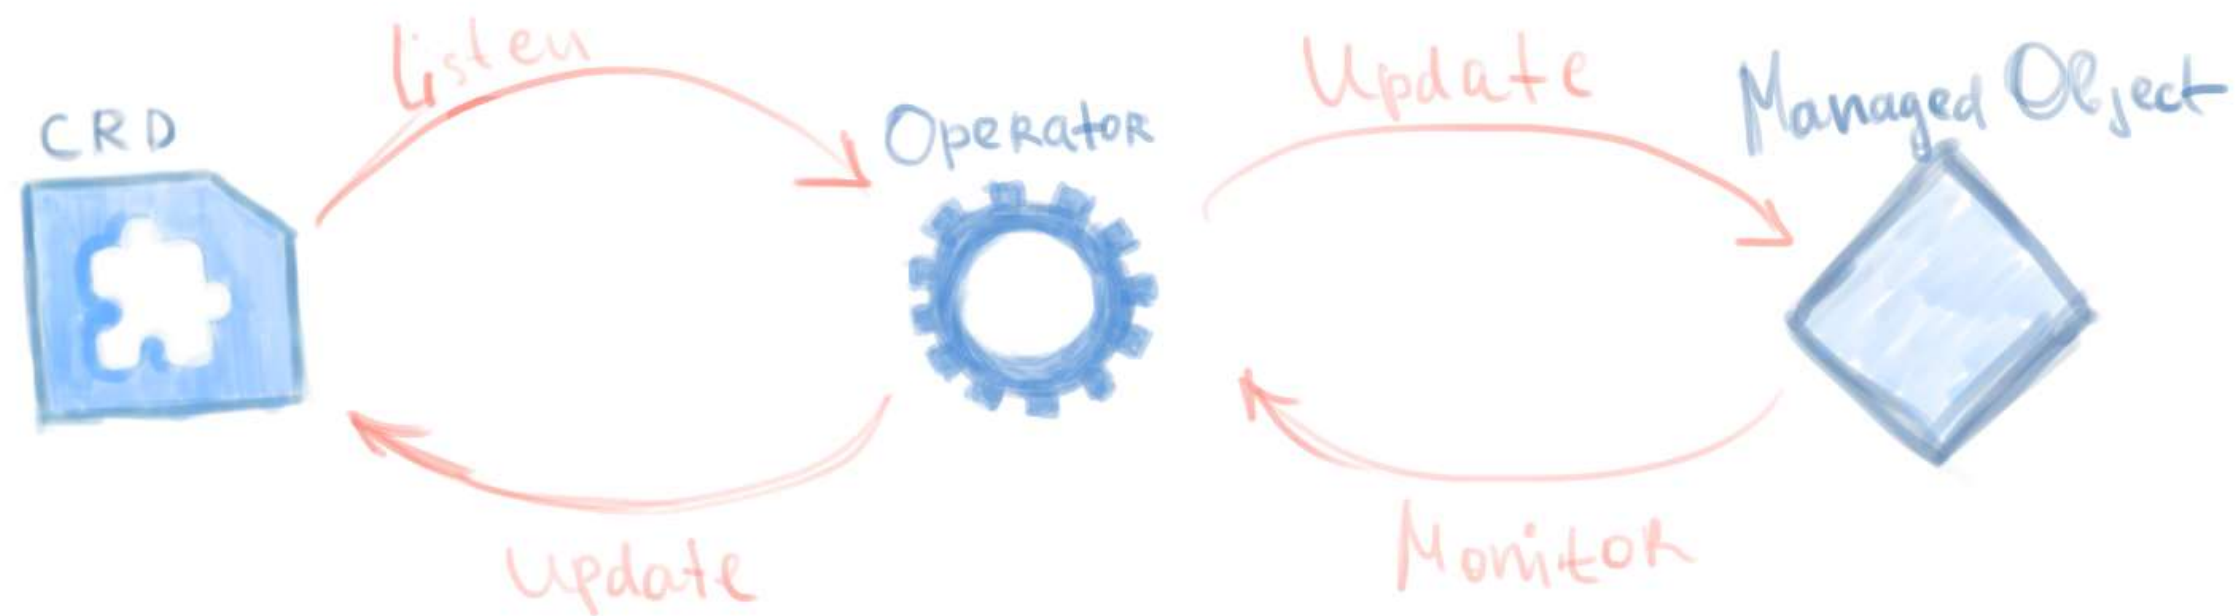 Listen
Update
CRD
Operator
Managed Object
Update
Monitor